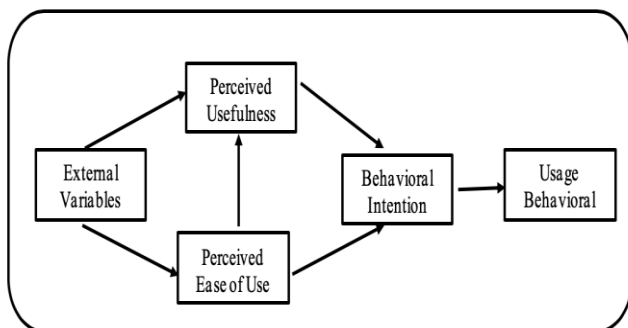 Perceived
Usefulness
External
Variables
Behavioral
Intention
Usage
Behavioral
Perceived
Ease of Use